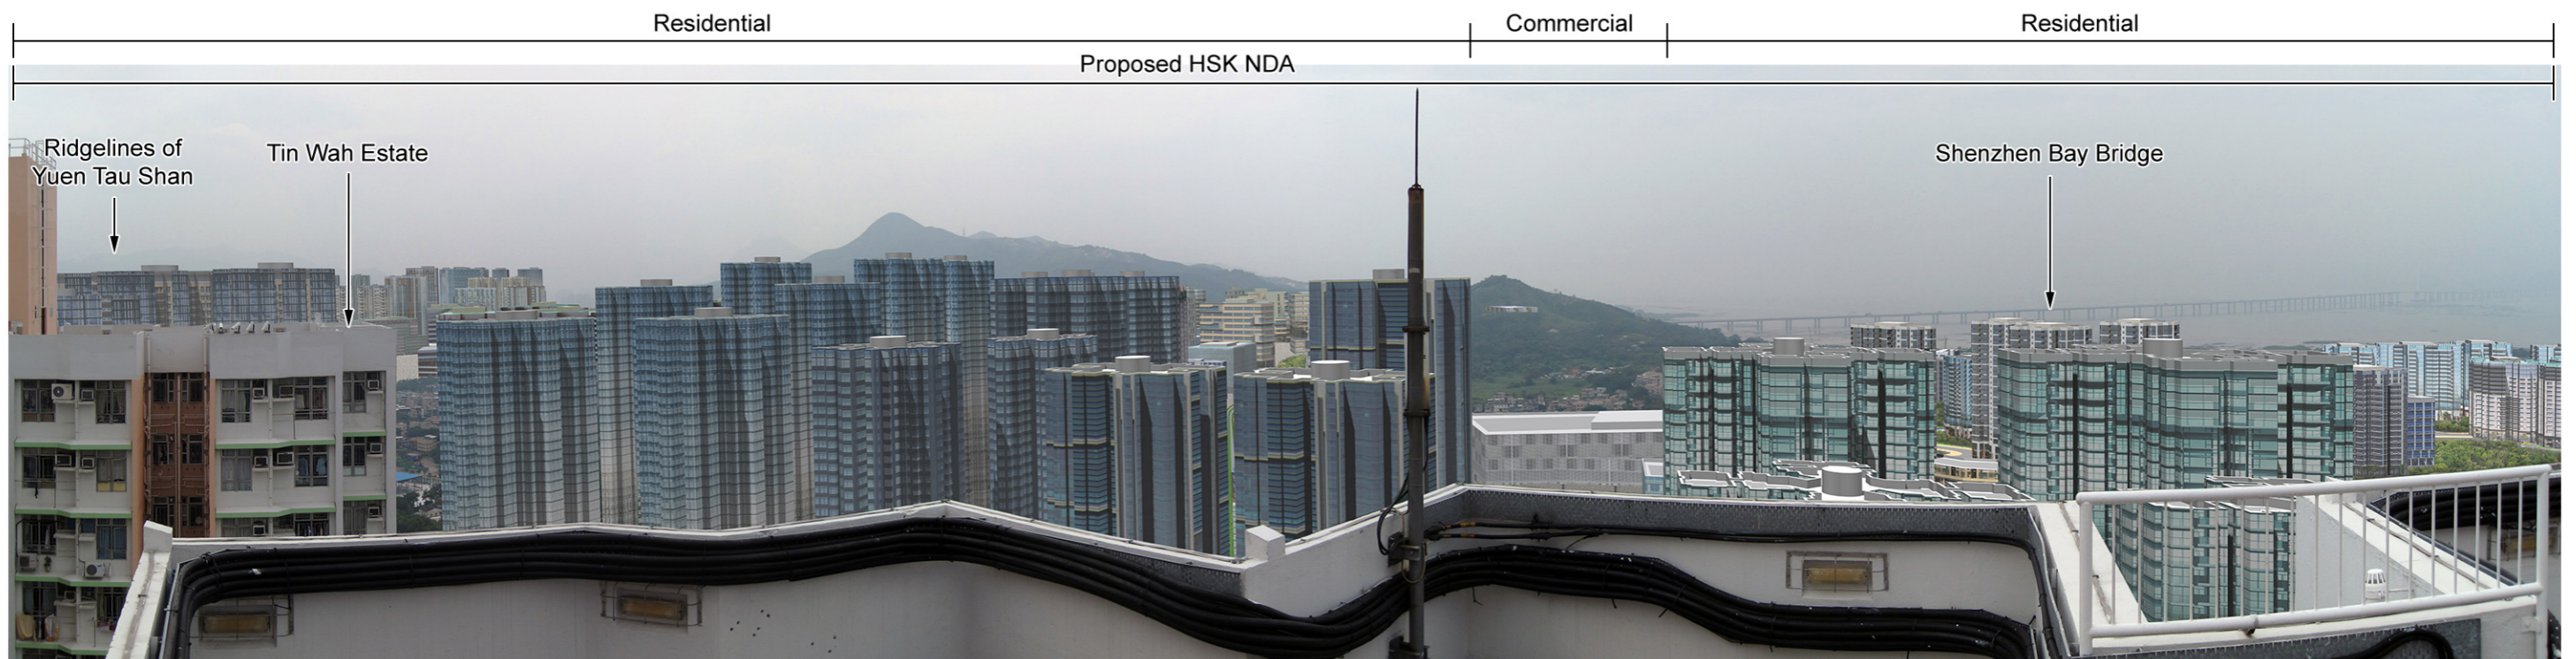 Residential
Commercial
Residential
Proposed HSK NDA
Ridgelines of
Yuen Tau Shan
Tin Wah Estate
Shenzhen Bay Bridge